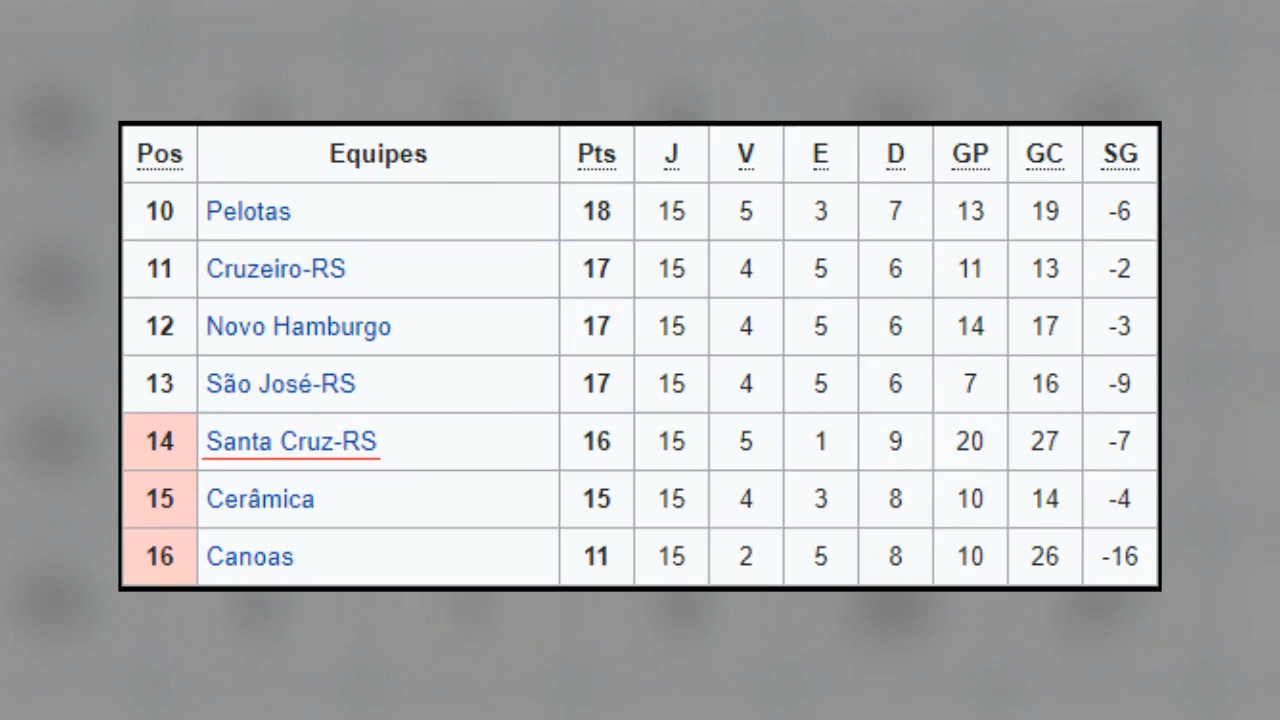 Pos Equipes Pts J V E D GP GC SG
10 Pelotas 18 15 5 3 7 13 19 -6
11 Cruzeiro-RS 17 15 4 5 6 11 13 -2
12 Novo Hamburgo 17 15 4 5 6 14 17 -3
13 São José-RS 17 15 4 5 6 7 16 -9
14 Santa Cruz-RS 16 15 5 1 9 20 27 -7
15 Cerâmica 15 15 4 3 8 10 14 -4
16 Canoas 11 15 2 5 8 10 26 -16